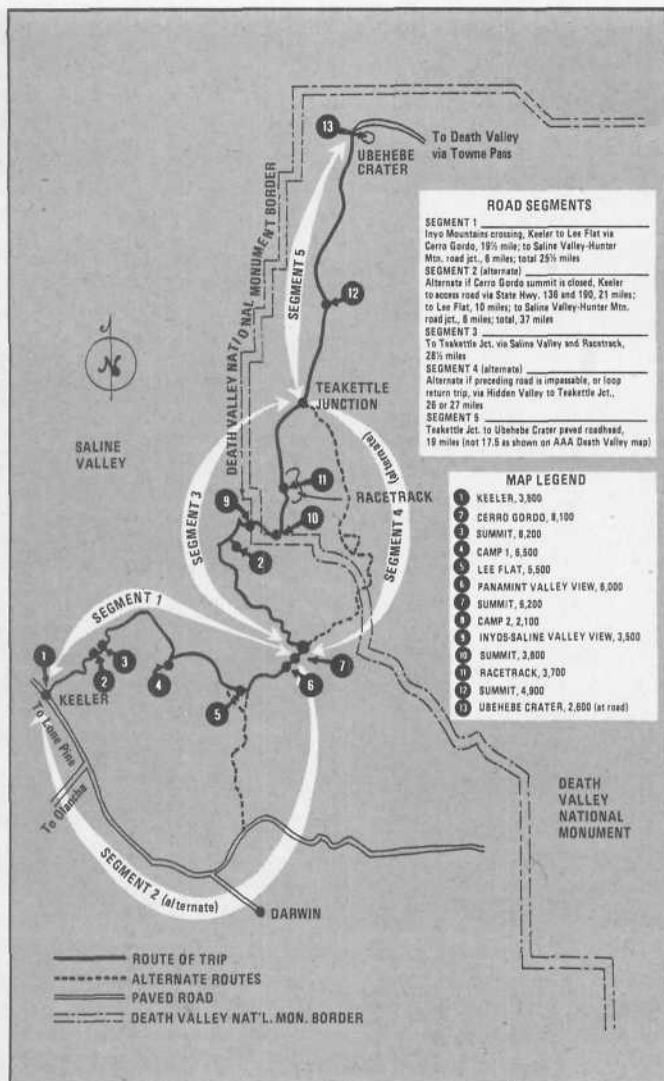 13
UBEHEBE
CRATER
To Death Valley
via Towne Pans
DEATH VALLEY NATIONAL MONUMENT BORDER
SEGMENT 5
12
N
SALINE
VALLEY
TEAKETTLE
JUNCTION
(alternate)
SEGMENT 4
SEGMENT 3
11
RACETRACK
9
10
2
SEGMENT 1
1
KEELER
2
3
4
5
6
7
To Lone Pine
To Olancha
SEGMENT 2 (alternate)
DARWIN
DEATH
VALLEY
NATIONAL
MONUMENT
ROAD SEGMENTS
SEGMENT 1
Inyo Mountains crossing, Keeler to Lee Flat via
Cerro Gordo, 19½ mile; to Saline Valley-Hunter
Mtn. road jct., 6 miles; total 25½ miles
SEGMENT 2 (alternate)
Alternate if Cerro Gordo summit is closed, Keeler
to access road via State Hwy. 136 and 190, 21 miles;
to Lee Flat, 10 miles; to Saline Valley-Hunter Mtn.
road jct., 6 miles; total, 37 miles
SEGMENT 3
To Teakettle Jct. via Saline Valley and Racetrack,
28½ miles
SEGMENT 4 (alternate)
Alternate if preceding road is impassable, or loop
return trip, via Hidden Valley to Teakettle Jct.,
26 or 27 miles
SEGMENT 5
Teakettle Jct. to Ubehebe Crater paved roadhead,
19 miles (not 17.5 as shown on AAA Death Valley map)
MAP LEGEND
1 KEELER, 3,600
2 CERRO GORDO, 8,100
3 SUMMIT, 8,200
4 CAMP 1, 6,500
5 LEE FLAT, 5,500
6 PANAMINT VALLEY VIEW, 6,000
7 SUMMIT, 6,200
8 CAMP 2, 2,100
9 INYOS-SALINE VALLEY VIEW, 3,500
10 SUMMIT, 3,800
11 RACETRACK, 3,700
12 SUMMIT, 4,900
13 UBEHEBE CRATER, 2,600 (at road)
ROUTE OF TRIP
ALTERNATE ROUTES
PAVED ROAD
DEATH VALLEY NAT'L. MON. BORDER